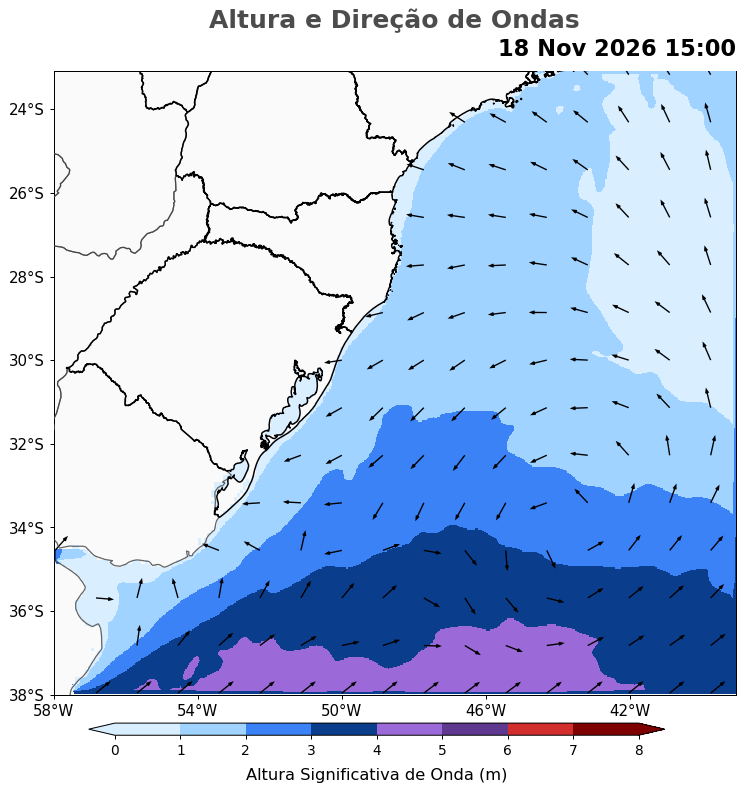 Altura e Direção de Ondas
18 Nov 2026 15:00
24°S
26°S
28°S
30°S
32°S
34°S
36°S
38°S
58°W 54°W 50°W 46°W 42°W
0 1 2 3 4 5 6 7 8
Altura Significativa de Onda (m)